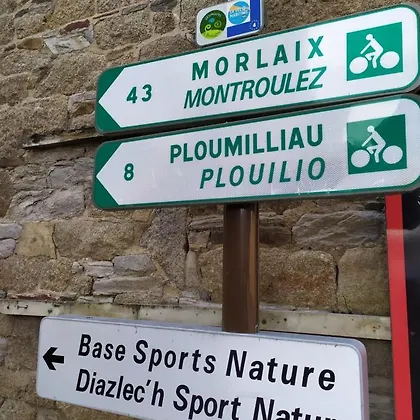 MORLAIX
43 MONTROULEZ
PLOUMILLIAU
8 PLOUILIO
Base Sports Nature
Diazlec'h Sport Natur